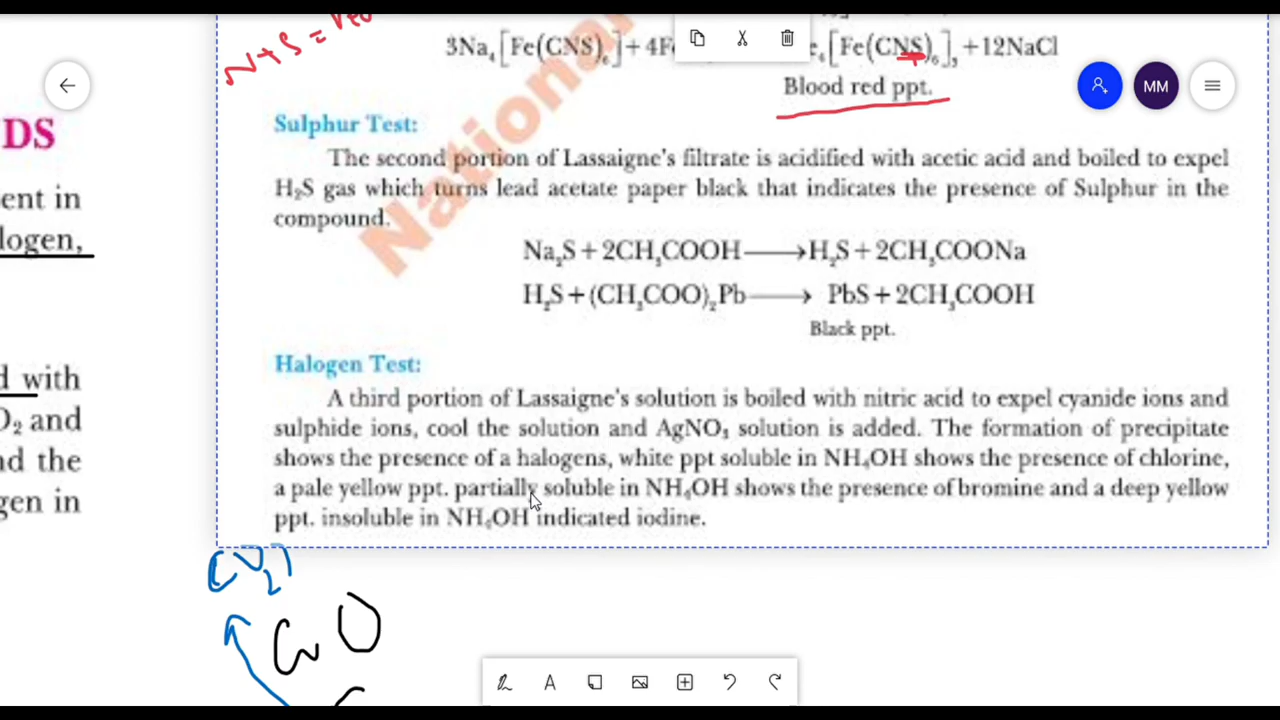 N+S = red
3Na₄[Fe(CNS)₆]+4Fe
[Fe(CNS)₆]₃+12NaCl
Blood red ppt.
MM
DS
ent in
logen,
d with
O₂ and
nd the
gen in
Sulphur Test:
The second portion of Lassaigne's filtrate is acidified with acetic acid and boiled to expel
H₂S gas which turns lead acetate paper black that indicates the presence of Sulphur in the
compound.
Na₂S + 2CH₃COOH⟶H₂S + 2CH₃COONa
H₂S + (CH₃COO)₂Pb⟶ PbS + 2CH₃COOH
Black ppt.
National
Halogen Test:
A third portion of Lassaigne's solution is boiled with nitric acid to expel cyanide ions and
sulphide ions, cool the solution and AgNO₃ solution is added. The formation of precipitate
shows the presence of a halogens, white ppt soluble in NH₄OH shows the presence of chlorine,
a pale yellow ppt. partially soluble in NH₄OH shows the presence of bromine and a deep yellow
ppt. insoluble in NH₄OH indicated iodine.
A